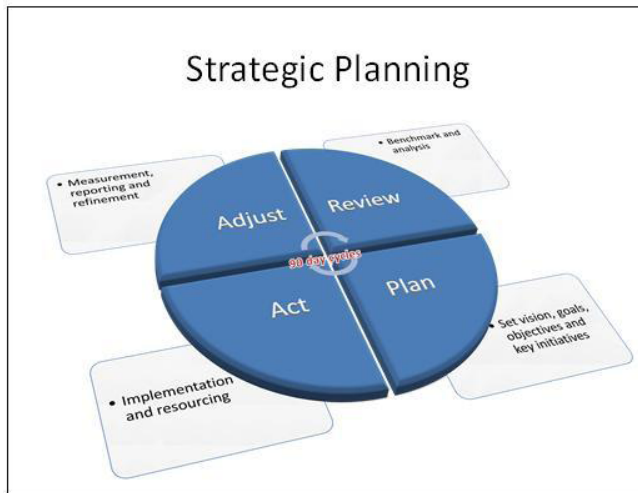 Strategic Planning
• Measurement,
reporting and
refinement
• Benchmark and
analysis
Adjust
Review
90 day cycles
Act
Plan
• Implementation
and resourcing
• Set vision, goals,
objectives and
key initiatives